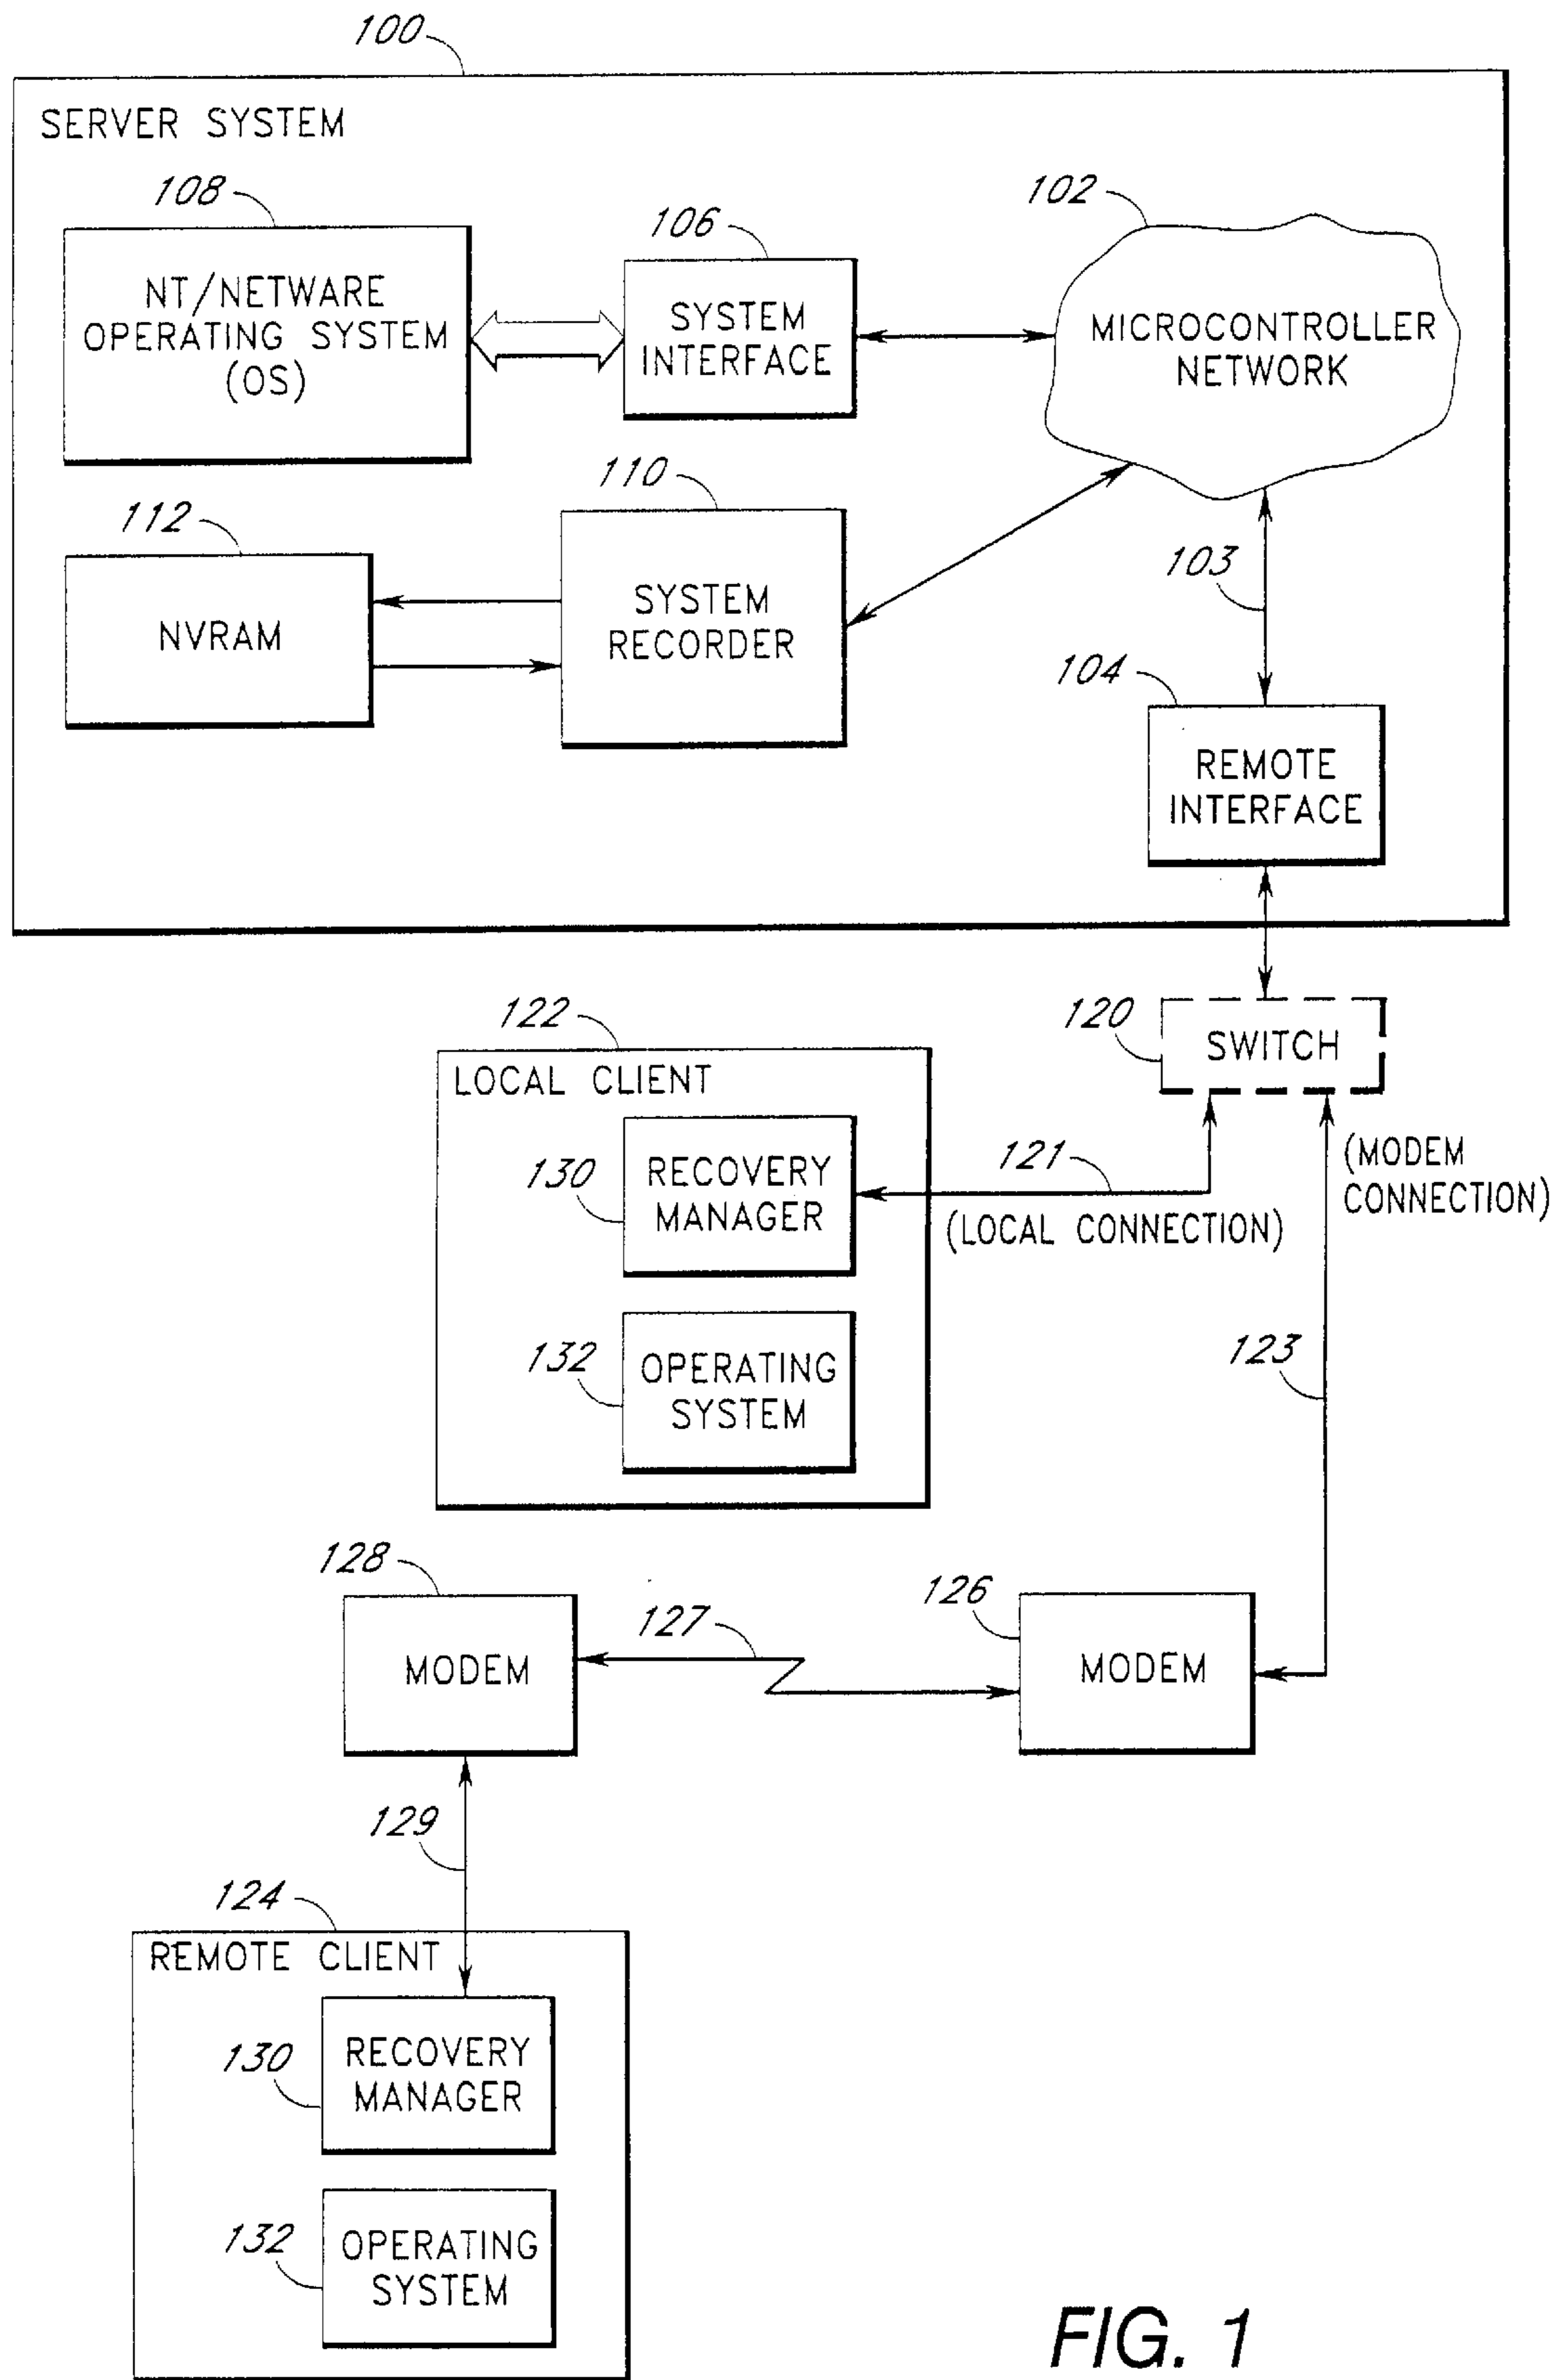 100
SERVER SYSTEM
108
NT/NETWARE
OPERATING SYSTEM
(OS)
106
SYSTEM
INTERFACE
102
MICROCONTROLLER
NETWORK
112
NVRAM
110
SYSTEM
RECORDER
103
104
REMOTE
INTERFACE
120
SWITCH
122
LOCAL CLIENT
130
RECOVERY
MANAGER
121
(LOCAL CONNECTION)
(MODEM
CONNECTION)
132
OPERATING
SYSTEM
123
128
MODEM
127
126
MODEM
129
124
REMOTE CLIENT
130
RECOVERY
MANAGER
132
OPERATING
SYSTEM
FIG. 1